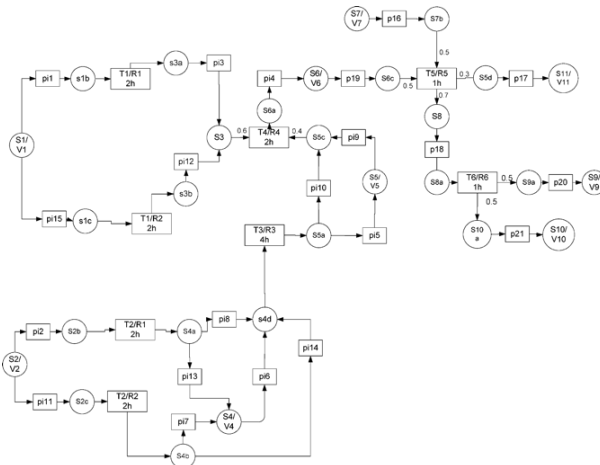 S7/
V7
p16
S7b
0.5
pi1
s1b
T1/R1
2h
s3a
pi3
pi4
S6/
V6
p19
S6c
0.5
T5/R5
1h
0.3
S5d
p17
S11/
V11
0.7
S6a
S8
S1/
V1
S3
0.6
T4/R4
2h
0.4
S5c
pi9
p18
pi12
s3b
pi10
S5/
V5
S8a
T6/R6
1h
0.5
S9a
p20
S9/
V9
0.5
pi15
s1c
T1/R2
2h
T3/R3
4h
S5a
pi5
S10
a
p21
S10/
V10
pi2
S2b
T2/R1
2h
S4a
pi8
s4d
pi14
S2/
V2
pi13
pi6
pi11
S2c
T2/R2
2h
pi7
S4/
V4
S4b